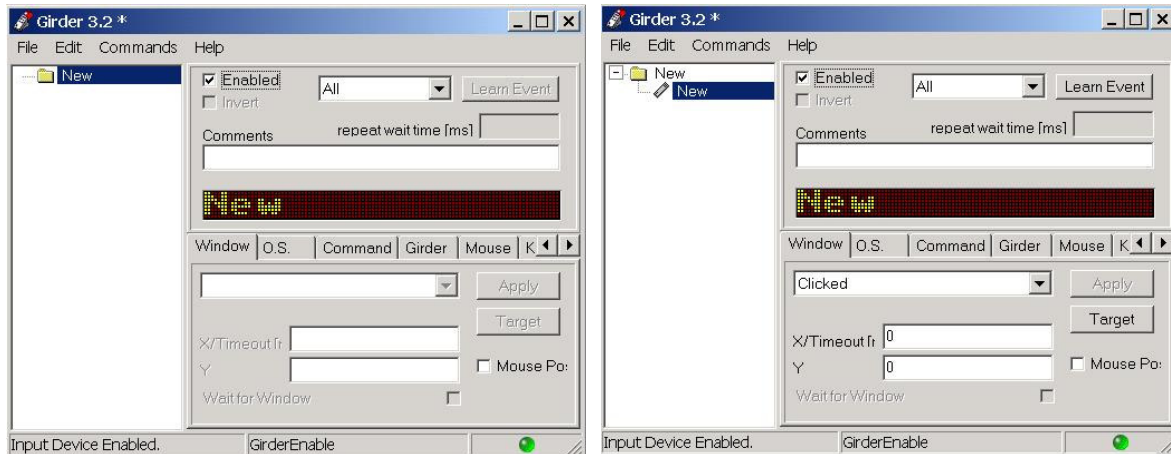 Girder 3.2 *
File Edit Commands Help
New
Enabled
All
Learn Event
Invert
repeat wait time [ms]
Comments
New
Window O.S. Command Girder Mouse K
Apply
Target
X/Timeout [r
Y
Mouse Po:
Wait for Window
Input Device Enabled. GirderEnable
Girder 3.2 *
File Edit Commands Help
New
New
Enabled
All
Learn Event
Invert
repeat wait time [ms]
Comments
New
Window O.S. Command Girder Mouse K
Clicked
Apply
Target
X/Timeout [r 0
Y 0
Mouse Po:
Wait for Window
Input Device Enabled. GirderEnable